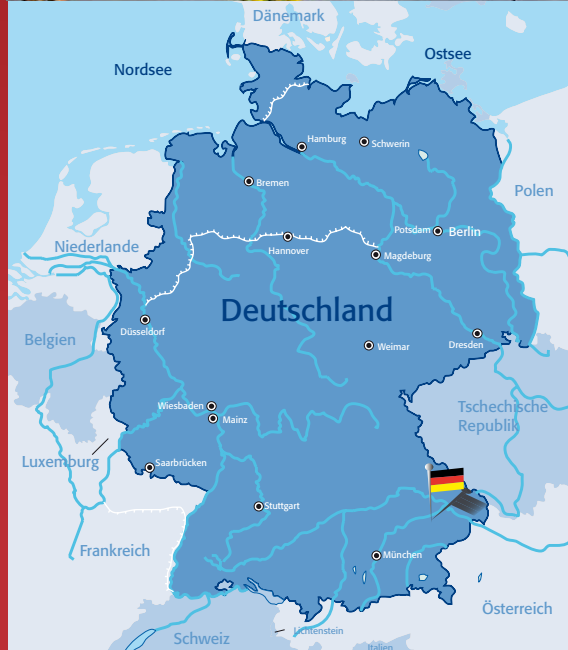 Dänemark
Ostsee
Nordsee
Hamburg
Schwerin
Bremen
Polen
Potsdam
Berlin
Niederlande
Hannover
Magdeburg
Deutschland
Düsseldorf
Belgien
Weimar
Dresden
Wiesbaden
Mainz
Tschechische
Republik
Luxemburg
Saarbrücken
Stuttgart
Frankreich
München
Österreich
Liechtenstein
Schweiz
Italien